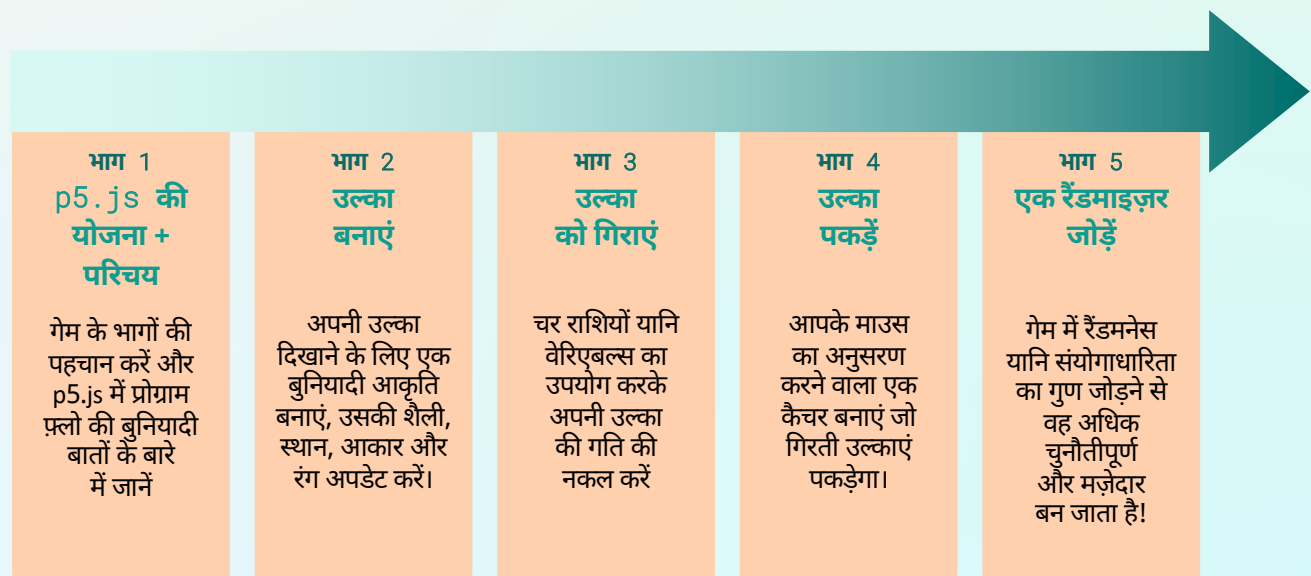 भाग 1
p5.js की
योजना +
परिचय
गेम के भागों की
पहचान करें और
p5.js में प्रोग्राम
फ़्लो की बुनियादी
बातों के बारे
में जानें
भाग 2
उल्का
बनाएं
अपनी उल्का
दिखाने के लिए एक
बुनियादी आकृति
बनाएं, उसकी शैली,
स्थान, आकार और
रंग अपडेट करें।
भाग 3
उल्का
को गिराएं
चर राशियों यानि
वेरिएबल्स का
उपयोग करके
अपनी उल्का
की गति की
नकल करें
भाग 4
उल्का
पकड़ें
आपके माउस
का अनुसरण
करने वाला एक
कैचर बनाएं जो
गिरती उल्काएं
पकड़ेगा।
भाग 5
एक रैंडमाइज़र
जोड़ें
गेम में रैंडमनेस
यानि संयोगाधारिता
का गुण जोड़ने से
वह अधिक
चुनौतीपूर्ण
और मज़ेदार
बन जाता है!